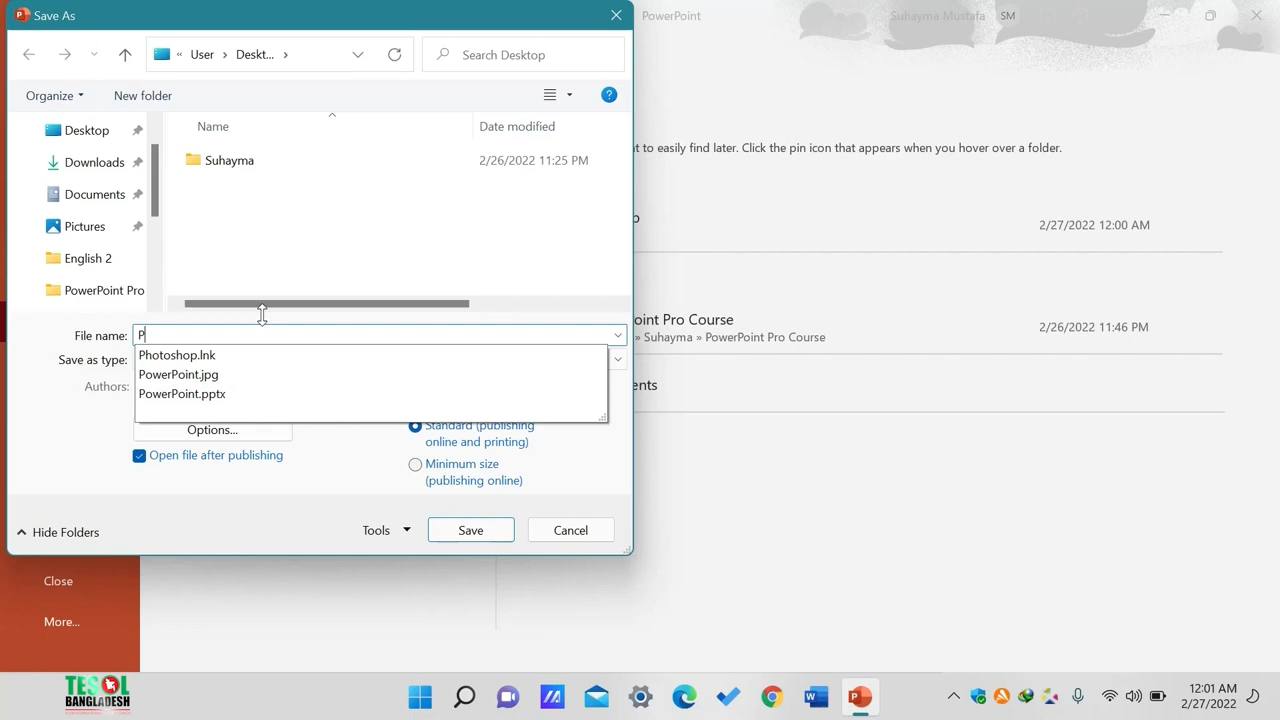 Save As
PowerPoint
Suhayma Mustafa
SM
« User › Deskt... ›
Search Desktop
Organize
New folder
?
Name
Date modified
Desktop
Downloads
Documents
Pictures
English 2
PowerPoint Pro
Suhayma
2/26/2022 11:25 PM
t to easily find later. Click the pin icon that appears when you hover over a folder.
2/27/2022 12:00 AM
oint Pro Course
» Suhayma » PowerPoint Pro Course
2/26/2022 11:46 PM
ents
File name: P
Save as type:
Authors:
Photoshop.lnk
PowerPoint.jpg
PowerPoint.pptx
Options...
Open file after publishing
Standard (publishing
online and printing)
Minimum size
(publishing online)
Hide Folders
Tools
Save
Cancel
Close
More...
TESOL
BANGLADESH
12:01 AM
2/27/2022